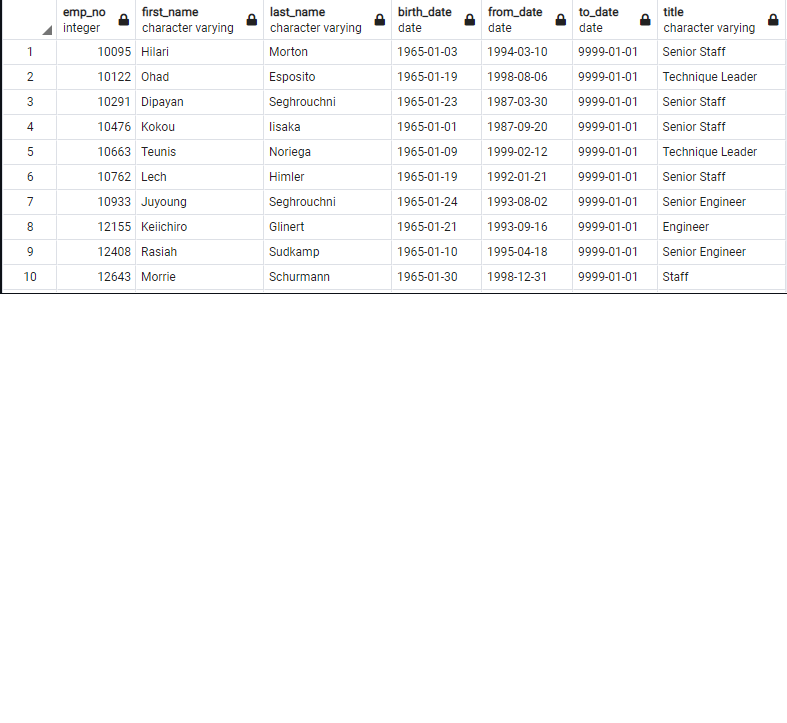 emp_no first_name last_name birth_date from_date to_date title
integer character varying character varying date date date character varying
1 10095 Hilari Morton 1965-01-03 1994-03-10 9999-01-01 Senior Staff
2 10122 Ohad Esposito 1965-01-19 1998-08-06 9999-01-01 Technique Leader
3 10291 Dipayan Seghrouchni 1965-01-23 1987-03-30 9999-01-01 Senior Staff
4 10476 Kokou Iisaka 1965-01-01 1987-09-20 9999-01-01 Senior Staff
5 10663 Teunis Noriega 1965-01-09 1999-02-12 9999-01-01 Technique Leader
6 10762 Lech Himler 1965-01-19 1992-01-21 9999-01-01 Senior Staff
7 10933 Juyoung Seghrouchni 1965-01-24 1993-08-02 9999-01-01 Senior Engineer
8 12155 Keiichiro Glinert 1965-01-21 1993-09-16 9999-01-01 Engineer
9 12408 Rasiah Sudkamp 1965-01-10 1995-04-18 9999-01-01 Senior Engineer
10 12643 Morrie Schurmann 1965-01-30 1998-12-31 9999-01-01 Staff